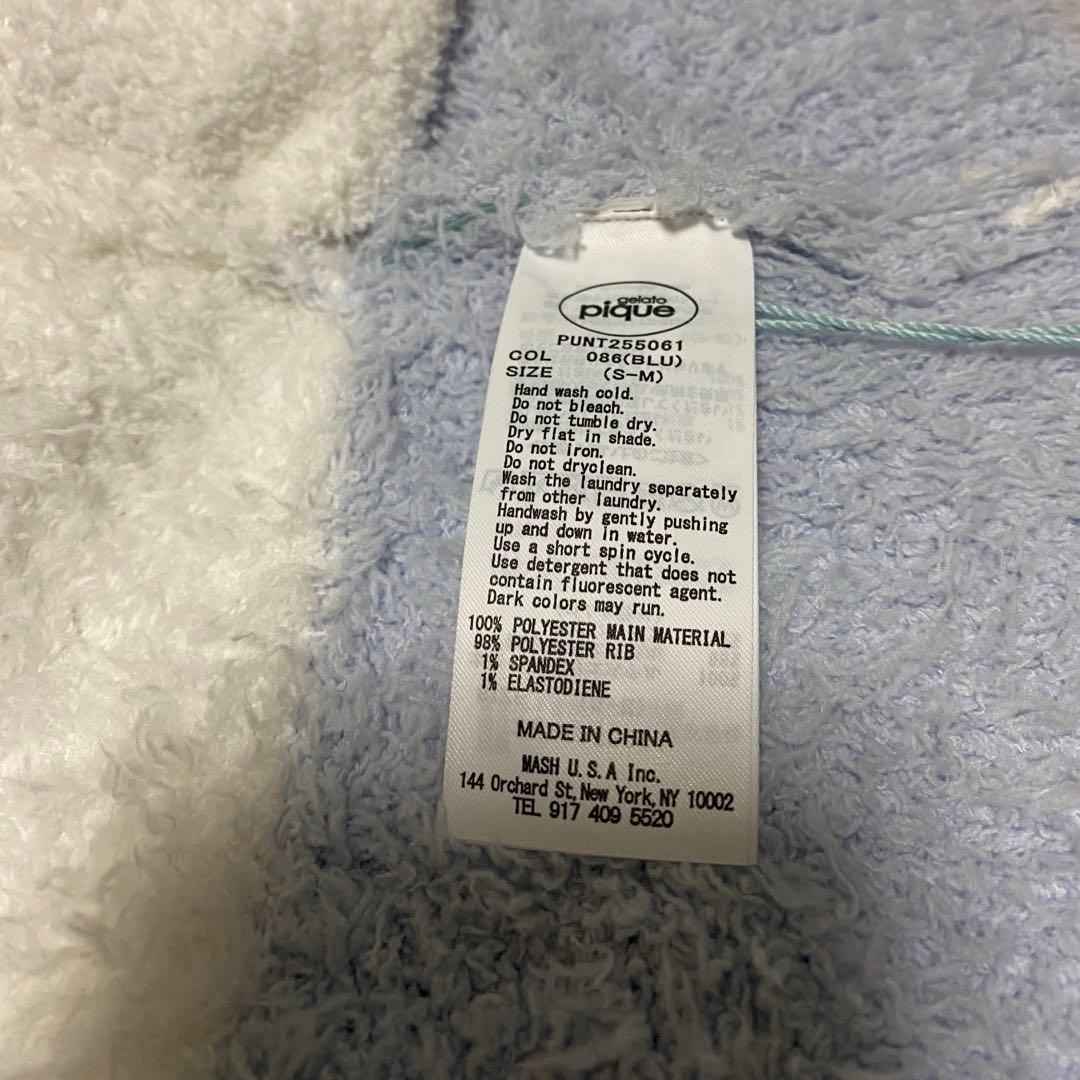 gelato
pique
PUNT255061
COL 086(BLU)
SIZE (S-M)
Hand wash cold.
Do not bleach.
Do not tumble dry.
Dry flat in shade.
Do not iron.
Do not dryclean.
Wash the laundry separately
from other laundry.
Handwash by gently pushing
up and down in water.
Use a short spin cycle.
Use detergent that does not
contain fluorescent agent.
Dark colors may run.
100% POLYESTER MAIN MATERIAL
98% POLYESTER RIB
1% SPANDEX
1% ELASTODIENE
MADE IN CHINA
MASH U.S.A Inc.
144 Orchard St, New York, NY 10002
TEL 917 409 5520